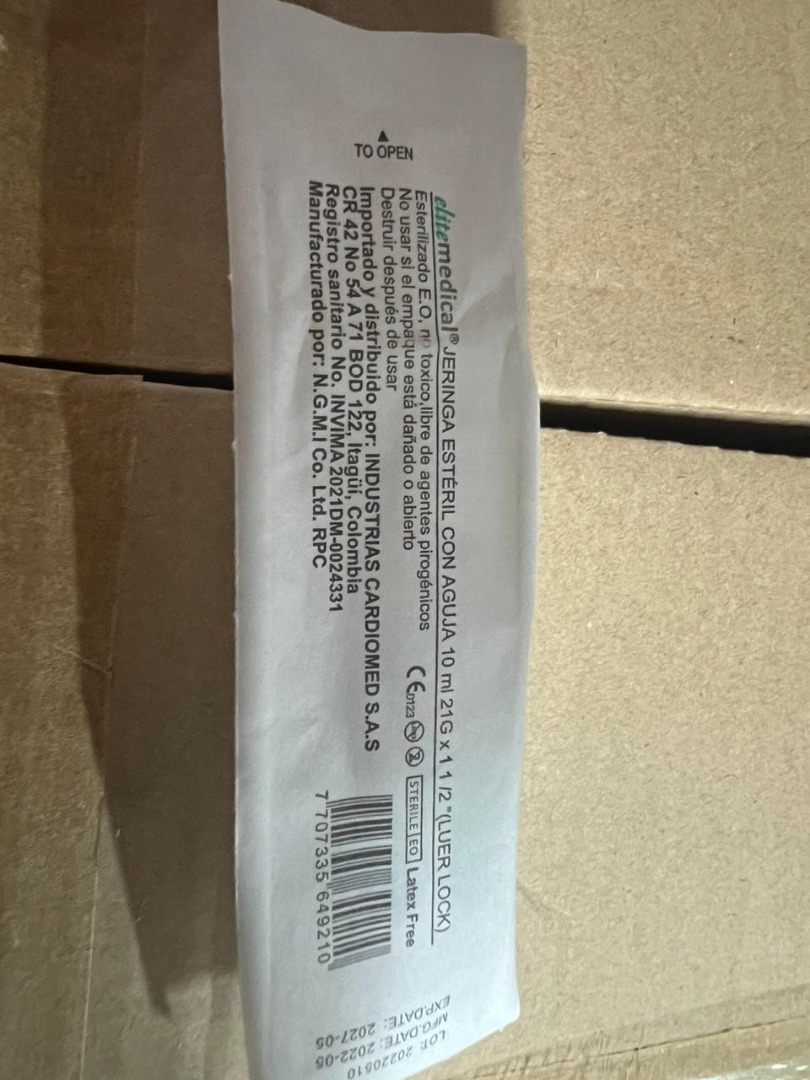 TO OPEN
elitemedical® JERINGA ESTÉRIL CON AGUJA 10 ml 21G x 1 1 /2 "(LUER LOCK)
Esterilizado E.O, no toxico,libre de agentes pirogénicos
No usar si el empaque está dañado o abierto
Destruir después de usar
CE0123 2 STERILE EO Latex Free
Importado y distribuido por: INDUSTRIAS CARDIOMED S.A.S
CR 42 No 54 A 71 BOD 122, Itagüí, Colombia
Registro sanitario No. INVIMA 2021DM-0024331
Manufacturado por: N.G.M.I Co. Ltd. RPC
7 707335 649210
LOT: 20220510
MFG.DATE: 2022-05
EXP.DATE: 2027-05